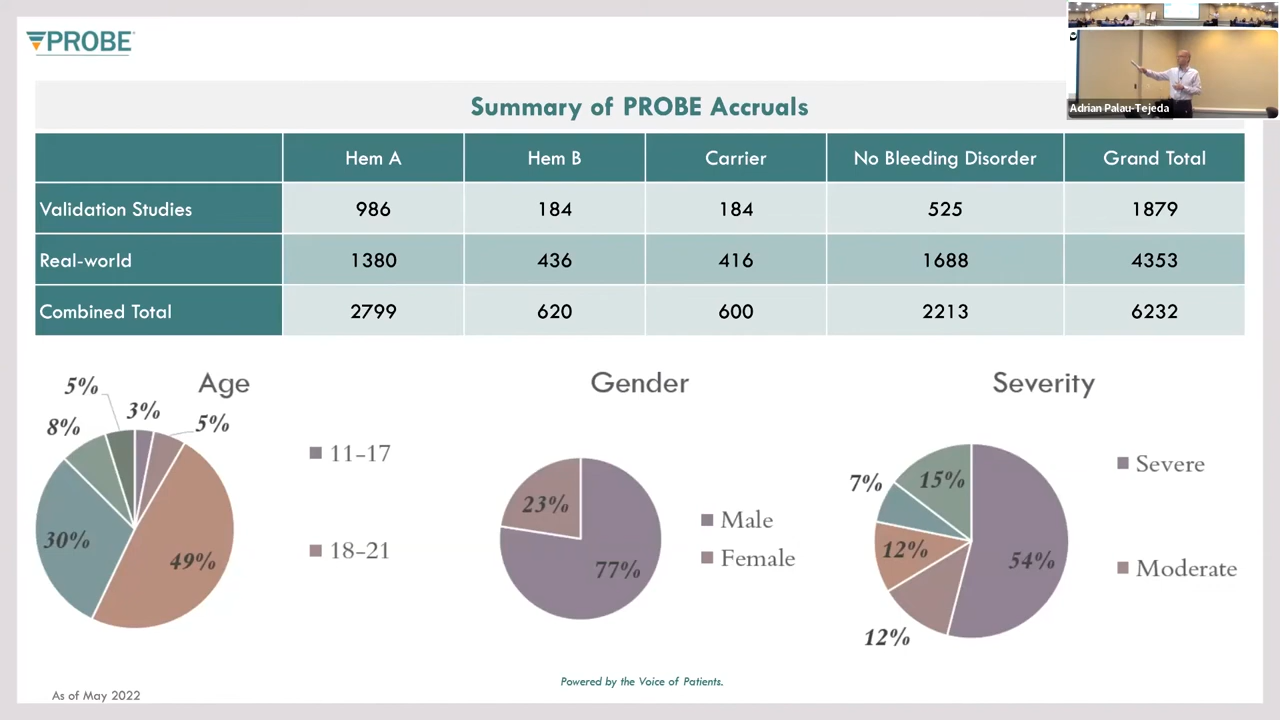 PROBE
Adrian Palau-Tejeda
Summary of PROBE Accruals
Hem A Hem B Carrier No Bleeding Disorder Grand Total
Validation Studies 986 184 184 525 1879
Real-world 1380 436 416 1688 4353
Combined Total 2799 620 600 2213 6232
Age
5%
3%
5%
8%
30%
49%
11-17
18-21
Gender
23%
77%
Male
Female
Severity
15%
7%
12%
54%
12%
Severe
Moderate
Powered by the Voice of Patients.
As of May 2022